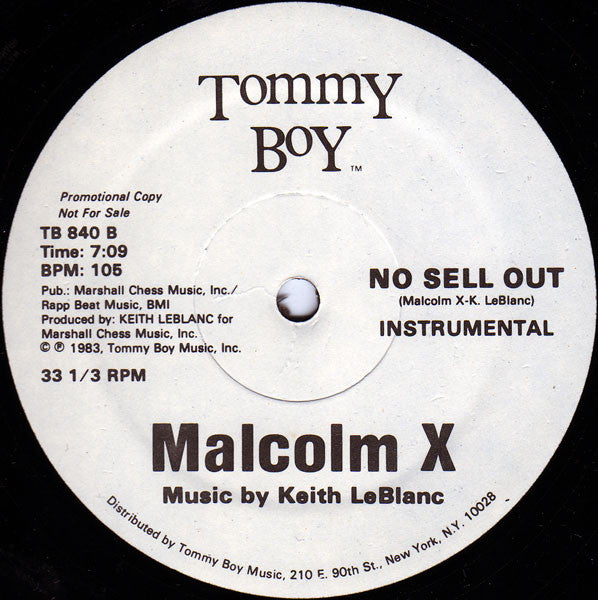 TOMMY
BOY™
Promotional Copy
Not For Sale
TB 840 B
Time: 7:09
BPM: 105
Pub.: Marshall Chess Music, Inc./
Rapp Beat Music, BMI
Produced by: KEITH LEBLANC for
Marshall Chess Music, Inc.
© ℗ 1983, Tommy Boy Music, Inc.
33 1/3 RPM
NO SELL OUT
(Malcolm X-K. LeBlanc)
INSTRUMENTAL
Malcolm X
Music by Keith LeBlanc
Distributed by Tommy Boy Music, 210 E. 90th St., New York, N.Y. 10028